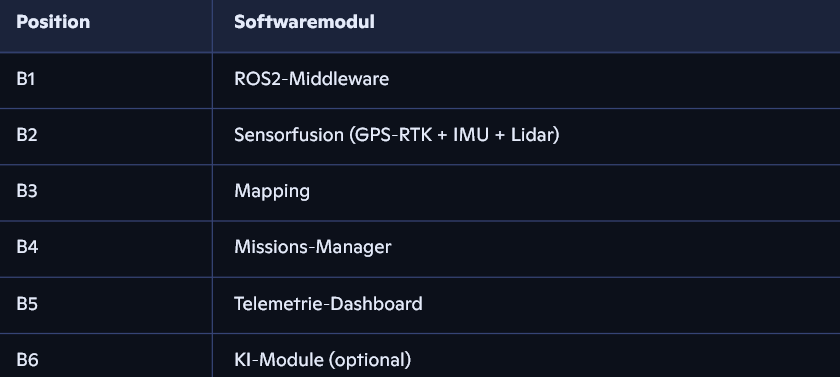 Position Softwaremodul
B1 ROS2-Middleware
B2 Sensorfusion (GPS-RTK + IMU + Lidar)
B3 Mapping
B4 Missions-Manager
B5 Telemetrie-Dashboard
B6 KI-Module (optional)